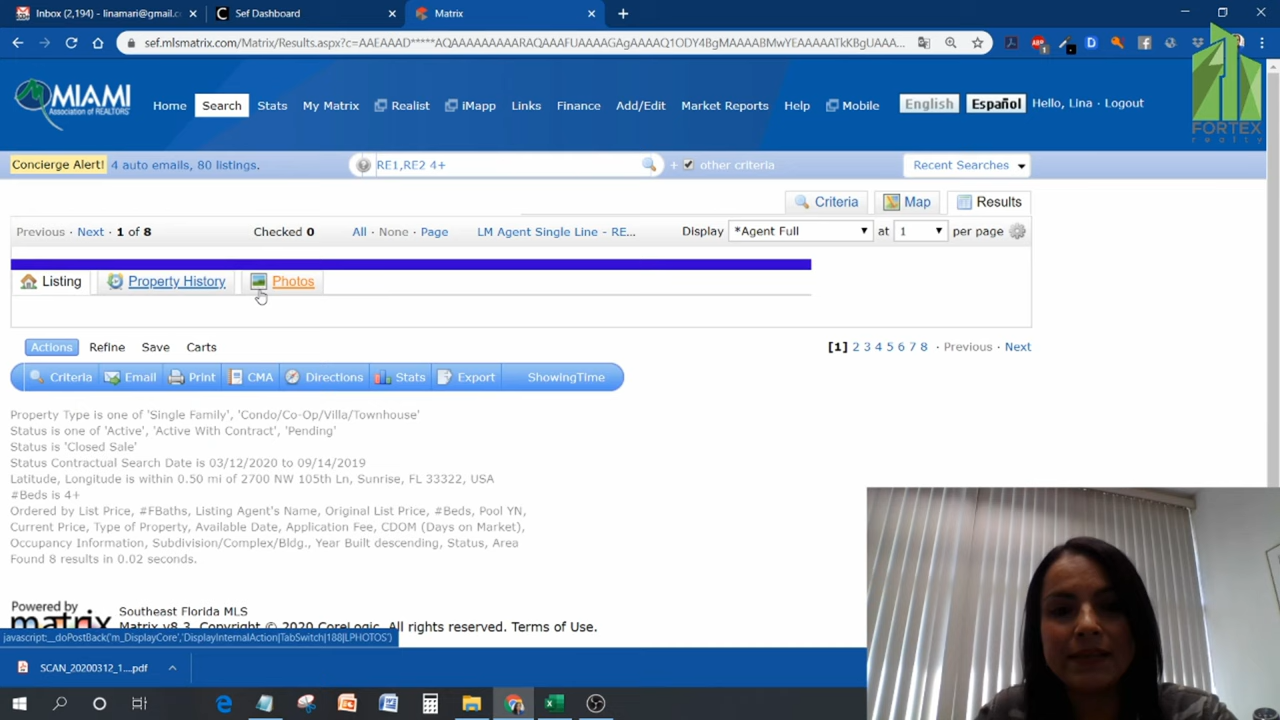 Inbox (2,194) - linamari@gmail.c
Sef Dashboard
Matrix
sef.mlsmatrix.com/Matrix/Results.aspx?c=AAEAAAD*****AQAAAAAAAAARAQAAAFUAAAAGAgAAAAQ1ODY4BgMAAAABMwYEAAAAATkKBgUAAA...
MIAMI
ASSOCIATION OF REALTORS
Home
Search
Stats
My Matrix
Realist
iMapp
Links
Finance
Add/Edit
Market Reports
Help
Mobile
English
Español
Hello, Lina · Logout
FORTEX
realty
Concierge Alert!
4 auto emails, 80 listings.
RE1,RE2 4+
+
other criteria
Recent Searches
Criteria
Map
Results
Previous · Next · 1 of 8
Checked 0
All · None · Page
LM Agent Single Line - RE...
Display
*Agent Full
at
1
per page
Listing
Property History
Photos
Actions
Refine
Save
Carts
[1] 2 3 4 5 6 7 8 · Previous · Next
Criteria
Email
Print
CMA
Directions
Stats
Export
ShowingTime
Property Type is one of 'Single Family', 'Condo/Co-Op/Villa/Townhouse'
Status is one of 'Active', 'Active With Contract', 'Pending'
Status is 'Closed Sale'
Status Contractual Search Date is 03/12/2020 to 09/14/2019
Latitude, Longitude is within 0.50 mi of 2700 NW 105th Ln, Sunrise, FL 33322, USA
#Beds is 4+
Ordered by List Price, #FBaths, Listing Agent's Name, Original List Price, #Beds, Pool YN,
Current Price, Type of Property, Available Date, Application Fee, CDOM (Days on Market),
Occupancy Information, Subdivision/Complex/Bldg., Year Built descending, Status, Area
Found 8 results in 0.02 seconds.
Powered by
matrix
Southeast Florida MLS
Matrix v8.3. Copyright © 2020 CoreLogic. All rights reserved. Terms of Use.
javascript:__doPostBack('m_DisplayCore','DisplayInternalAction|TabSwitch|188|LPHOTOS')
SCAN_20200312_1....pdf